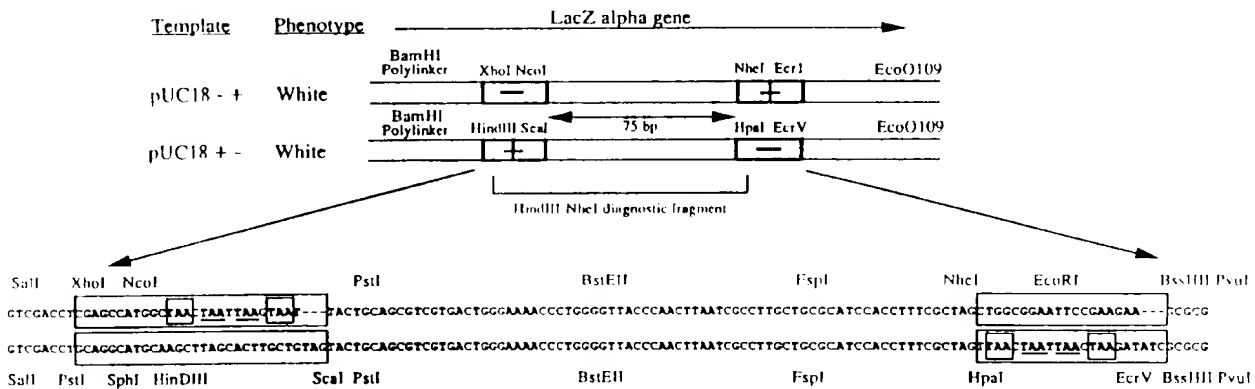 Template Phenotype LacZ alpha gene
BamHI
Polylinker XhoI NcoI NheI EcrI EcoO109
pUC18 - + White − +
75 bp
BamHI
Polylinker HindIII ScaI HpaI EcrV EcoO109
pUC18 + - White + −
HindIII NheI diagnostic fragment
SalI XhoI NcoI PstI BstEII FspI NheI EcoRI BssHII PvuI
GTCGACCTCGAGCCATGGCTAACTAATTAAGTAAT---TACTGCAGCGTCGTGACTGGGAAAACCCTGGGGTTACCCAACTTAATCGCCTTGCTGCGCATCCACCTTTCGCTAGCTGGCGGAATTCCGAAGAA---GCGCG
GTCGACCTGCAGGCATGCAAGCTTAGCACTTGCTGTAGTACTGCAGCGTCGTGACTGGGAAAACCCTGGGGTTACCCAACTTAATCGCCTTGCTGCGCATCCACCTTTCGCTAGTTAACTAATTAACTAAGATATCGCGCG
SalI PstI SphI HinDIII ScaI PstI BstEII FspI HpaI EcrV BssHII PvuI